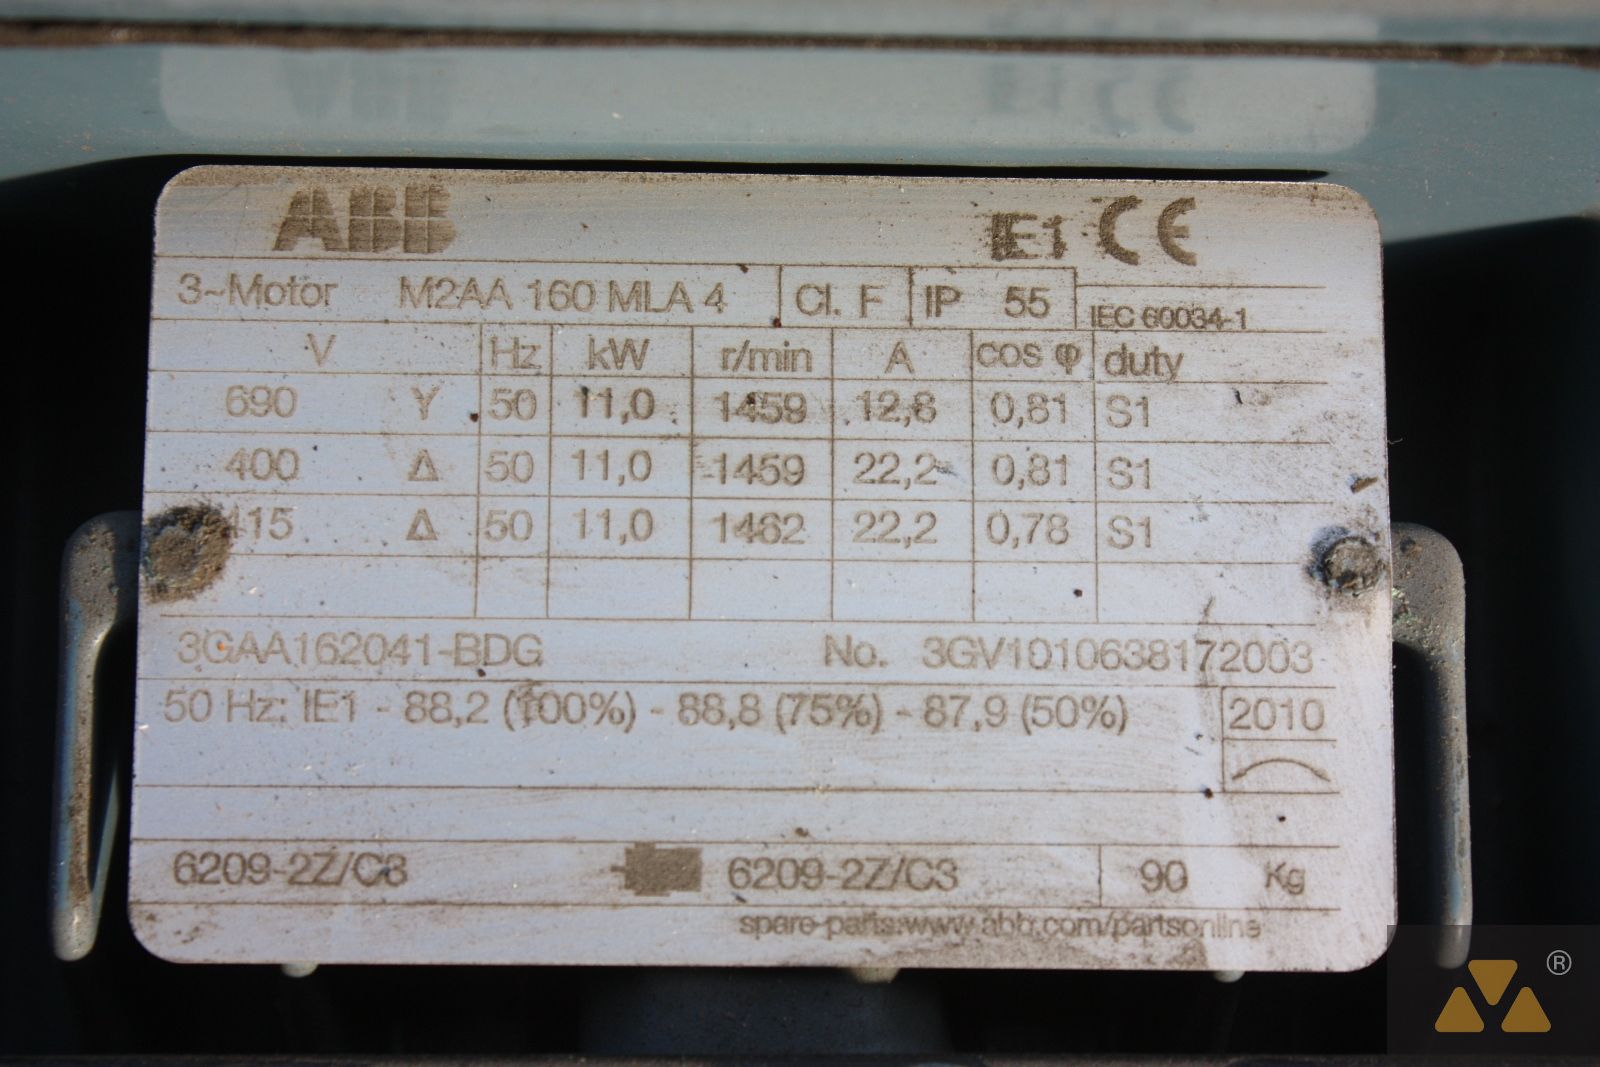 ABB IE1 CE
3~Motor M2AA 160 MLA 4 Cl. F IP 55 IEC 60034-1
V Hz kW r/min A cos φ duty
690 Y 50 11,0 1459 12,8 0,81 S1
400 Δ 50 11,0 1459 22,2 0,81 S1
415 Δ 50 11,0 1462 22,2 0,78 S1
3GAA162041-BDG No. 3GV1010638172003
50 Hz: IE1 - 88,2 (100%) - 88,8 (75%) - 87,9 (50%) 2010
6209-2Z/C3 6209-2Z/C3 90 Kg
spare-parts:www.abb.com/partsonline
®